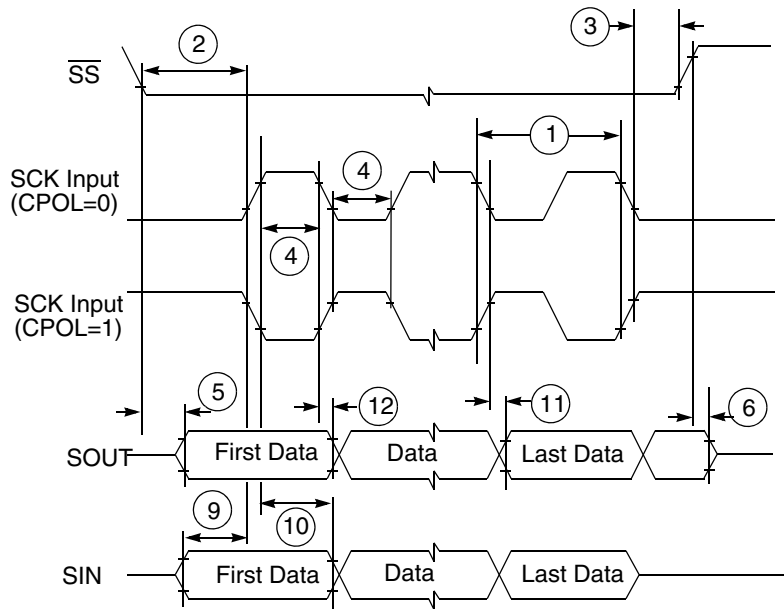 2
3
SS
1
SCK Input
(CPOL=0)
4
4
SCK Input
(CPOL=1)
5
12
11
6
SOUT
First Data
Data
Last Data
9
10
SIN
First Data
Data
Last Data